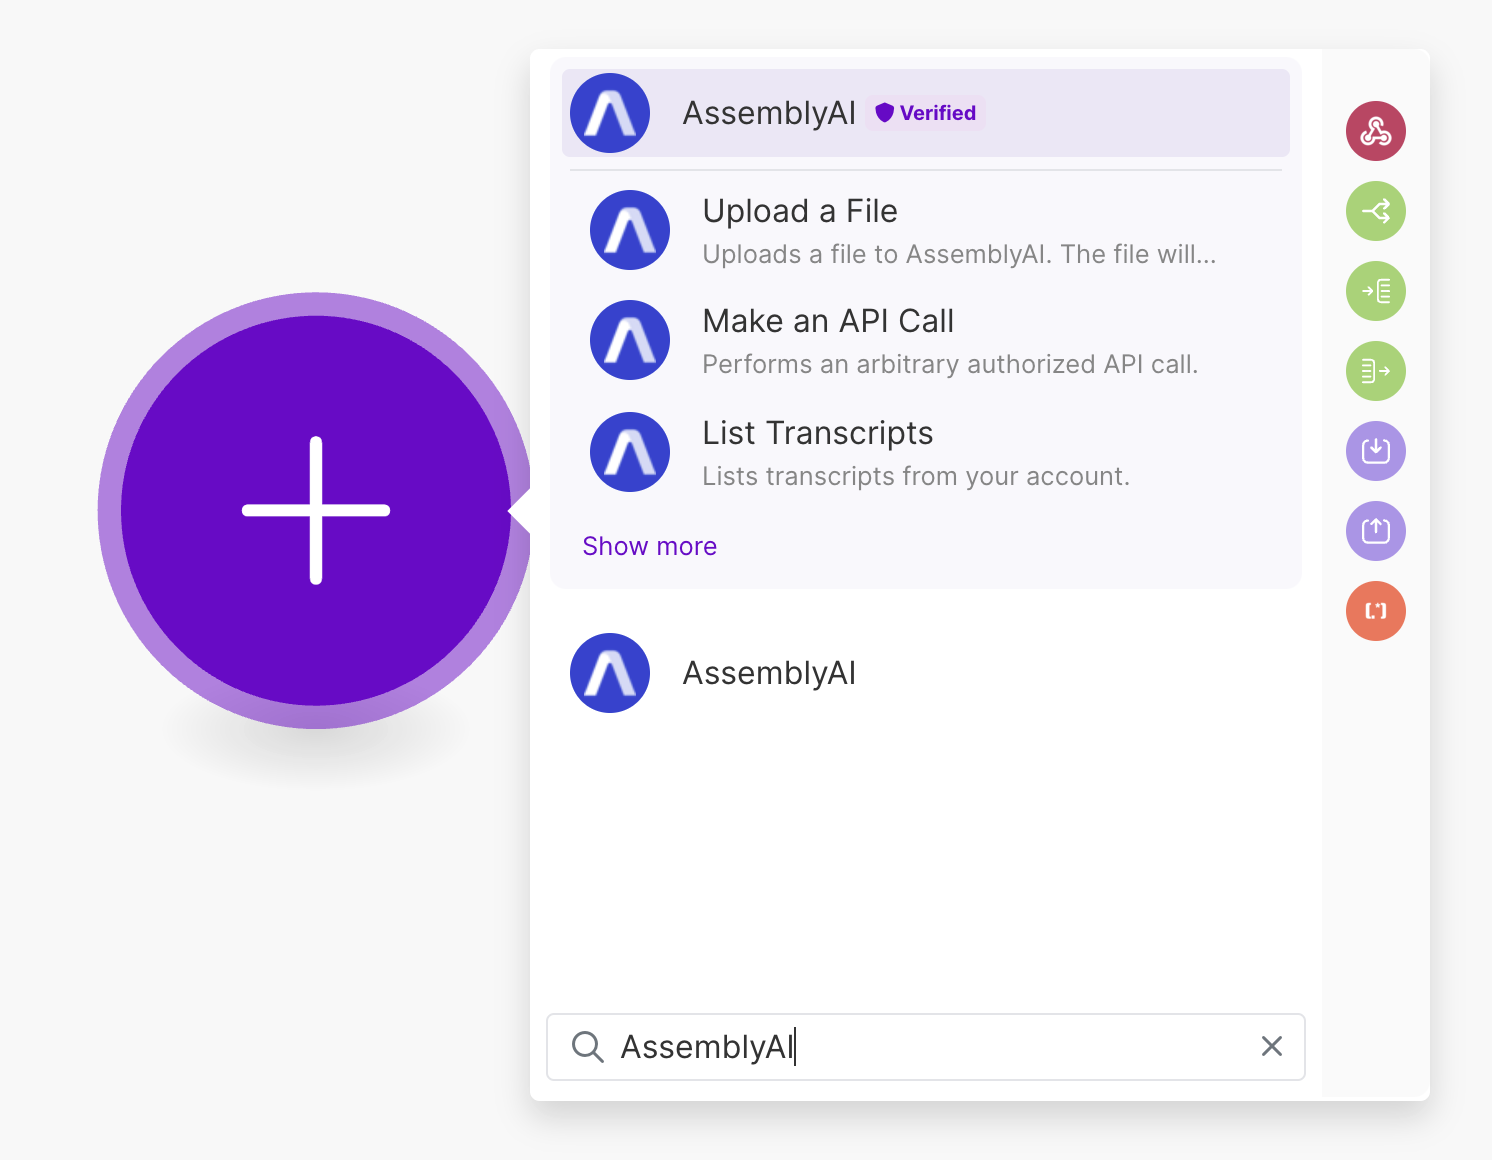 AssemblyAI Verified
Upload a File
Uploads a file to AssemblyAI. The file will...
Make an API Call
Performs an arbitrary authorized API call.
List Transcripts
Lists transcripts from your account.
Show more
AssemblyAI
AssemblyAI